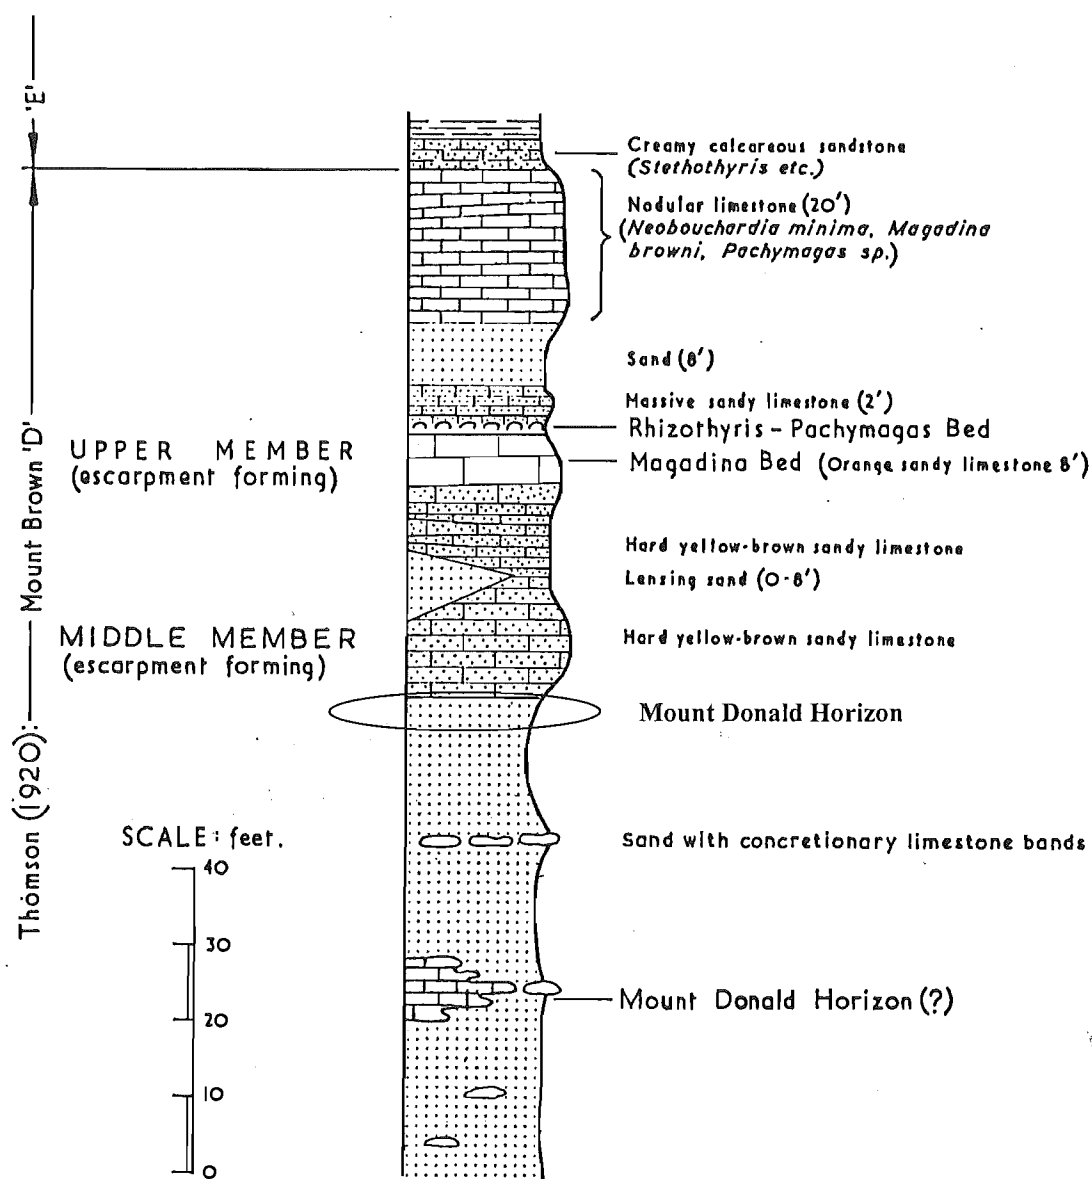 'E'
Mount Brown 'D'
Thomson (1920):
Creamy calcareous sandstone
(Stethothyris etc.)
Nodular limestone (20')
(Neobouchardia minima, Magadina
browni, Pachymagas sp.)
Sand (8')
Massive sandy limestone (2')
Rhizothyris - Pachymagas Bed
Magadina Bed (Orange sandy limestone 8')
UPPER MEMBER
(escarpment forming)
Hard yellow-brown sandy limestone
Lensing sand (0-8')
MIDDLE MEMBER
(escarpment forming)
Hard yellow-brown sandy limestone
Mount Donald Horizon
SCALE: feet.
Sand with concretionary limestone bands
40
30
20
10
0
Mount Donald Horizon (?)